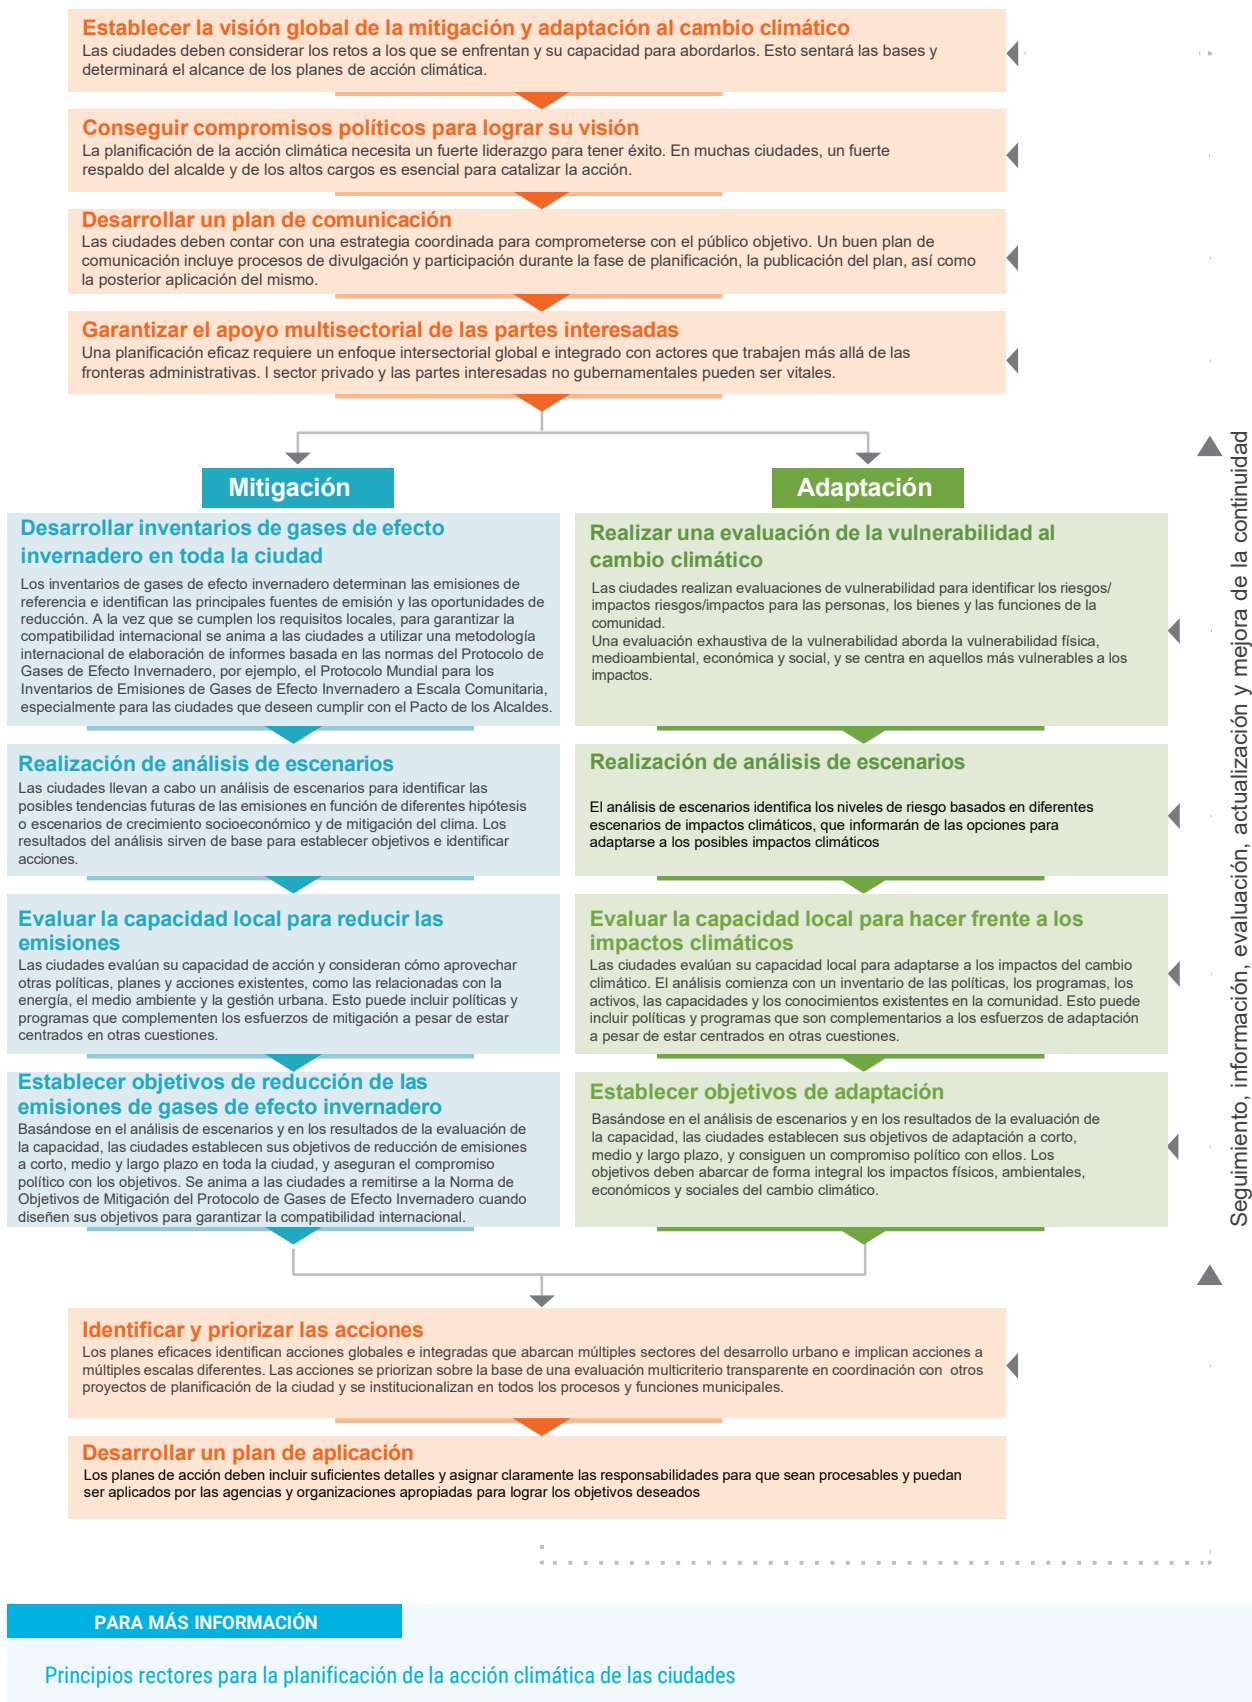 Establecer la visión global de la mitigación y adaptación al cambio climático
Las ciudades deben considerar los retos a los que se enfrentan y su capacidad para abordarlos. Esto sentará las bases y
determinará el alcance de los planes de acción climática.
Conseguir compromisos políticos para lograr su visión
La planificación de la acción climática necesita un fuerte liderazgo para tener éxito. En muchas ciudades, un fuerte
respaldo del alcalde y de los altos cargos es esencial para catalizar la acción.
Desarrollar un plan de comunicación
Las ciudades deben contar con una estrategia coordinada para comprometerse con el público objetivo. Un buen plan de
comunicación incluye procesos de divulgación y participación durante la fase de planificación, la publicación del plan, así como
la posterior aplicación del mismo.
Garantizar el apoyo multisectorial de las partes interesadas
Una planificación eficaz requiere un enfoque intersectorial global e integrado con actores que trabajen más allá de las
fronteras administrativas. l sector privado y las partes interesadas no gubernamentales pueden ser vitales.
Mitigación
Desarrollar inventarios de gases de efecto
invernadero en toda la ciudad
Los inventarios de gases de efecto invernadero determinan las emisiones de
referencia e identifican las principales fuentes de emisión y las oportunidades de
reducción. A la vez que se cumplen los requisitos locales, para garantizar la
compatibilidad internacional se anima a las ciudades a utilizar una metodología
internacional de elaboración de informes basada en las normas del Protocolo de
Gases de Efecto Invernadero, por ejemplo, el Protocolo Mundial para los
Inventarios de Emisiones de Gases de Efecto Invernadero a Escala Comunitaria,
especialmente para las ciudades que deseen cumplir con el Pacto de los Alcaldes.
Realización de análisis de escenarios
Las ciudades llevan a cabo un análisis de escenarios para identificar las
posibles tendencias futuras de las emisiones en función de diferentes hipótesis
o escenarios de crecimiento socioeconómico y de mitigación del clima. Los
resultados del análisis sirven de base para establecer objetivos e identificar
acciones.
Evaluar la capacidad local para reducir las
emisiones
Las ciudades evalúan su capacidad de acción y consideran cómo aprovechar
otras políticas, planes y acciones existentes, como las relacionadas con la
energía, el medio ambiente y la gestión urbana. Esto puede incluir políticas y
programas que complementen los esfuerzos de mitigación a pesar de estar
centrados en otras cuestiones.
Establecer objetivos de reducción de las
emisiones de gases de efecto invernadero
Basándose en el análisis de escenarios y en los resultados de la evaluación de
la capacidad, las ciudades establecen sus objetivos de reducción de emisiones
a corto, medio y largo plazo en toda la ciudad, y aseguran el compromiso
político con los objetivos. Se anima a las ciudades a remitirse a la Norma de
Objetivos de Mitigación del Protocolo de Gases de Efecto Invernadero cuando
diseñen sus objetivos para garantizar la compatibilidad internacional.
Adaptación
Realizar una evaluación de la vulnerabilidad al
cambio climático
Las ciudades realizan evaluaciones de vulnerabilidad para identificar los riesgos/
impactos riesgos/impactos para las personas, los bienes y las funciones de la
comunidad.
Una evaluación exhaustiva de la vulnerabilidad aborda la vulnerabilidad física,
medioambiental, económica y social, y se centra en aquellos más vulnerables a los
impactos.
Realización de análisis de escenarios
El análisis de escenarios identifica los niveles de riesgo basados en diferentes
escenarios de impactos climáticos, que informarán de las opciones para
adaptarse a los posibles impactos climáticos
Evaluar la capacidad local para hacer frente a los
impactos climáticos
Las ciudades evalúan su capacidad local para adaptarse a los impactos del cambio
climático. El análisis comienza con un inventario de las políticas, los programas, los
activos, las capacidades y los conocimientos existentes en la comunidad. Esto puede
incluir políticas y programas que son complementarios a los esfuerzos de adaptación
a pesar de estar centrados en otras cuestiones.
Establecer objetivos de adaptación
Basándose en el análisis de escenarios y en los resultados de la evaluación de
la capacidad, las ciudades establecen sus objetivos de adaptación a corto,
medio y largo plazo, y consiguen un compromiso político con ellos. Los
objetivos deben abarcar de forma integral los impactos físicos, ambientales,
económicos y sociales del cambio climático.
Seguimiento, información, evaluación, actualización y mejora de la continuidad
Identificar y priorizar las acciones
Los planes eficaces identifican acciones globales e integradas que abarcan múltiples sectores del desarrollo urbano e implican acciones a
múltiples escalas diferentes. Las acciones se priorizan sobre la base de una evaluación multicriterio transparente en coordinación con otros
proyectos de planificación de la ciudad y se institucionalizan en todos los procesos y funciones municipales.
Desarrollar un plan de aplicación
Los planes de acción deben incluir suficientes detalles y asignar claramente las responsabilidades para que sean procesables y puedan
ser aplicados por las agencias y organizaciones apropiadas para lograr los objetivos deseados
PARA MÁS INFORMACIÓN
Principios rectores para la planificación de la acción climática de las ciudades